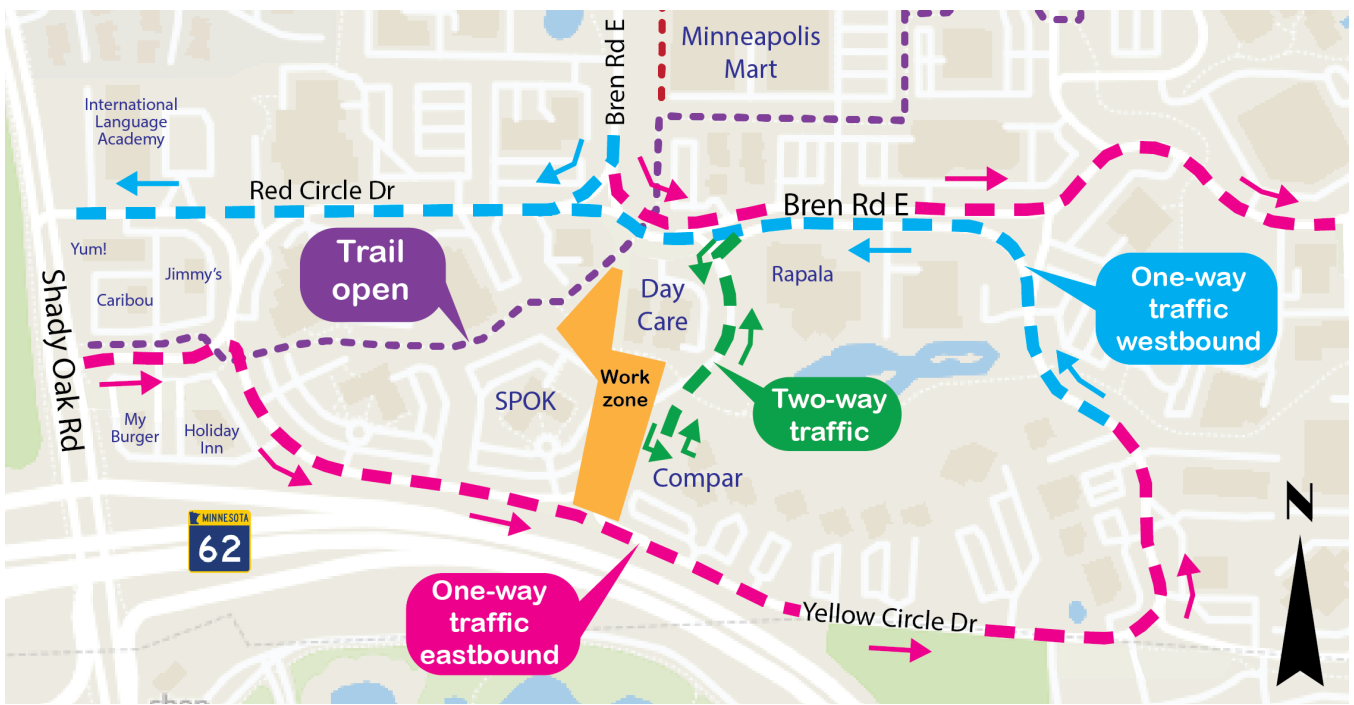 Bren Rd E
Minneapolis
Mart
International
Language
Academy
Red Circle Dr
Bren Rd E
Trail
open
Yum!
Jimmy's
Caribou
Shady Oak Rd
Day
Care
Rapala
One-way
traffic
westbound
Work
zone
SPOK
Two-way
traffic
My
Burger
Holiday
Inn
Compar
N
MINNESOTA
62
One-way
traffic
eastbound
Yellow Circle Dr